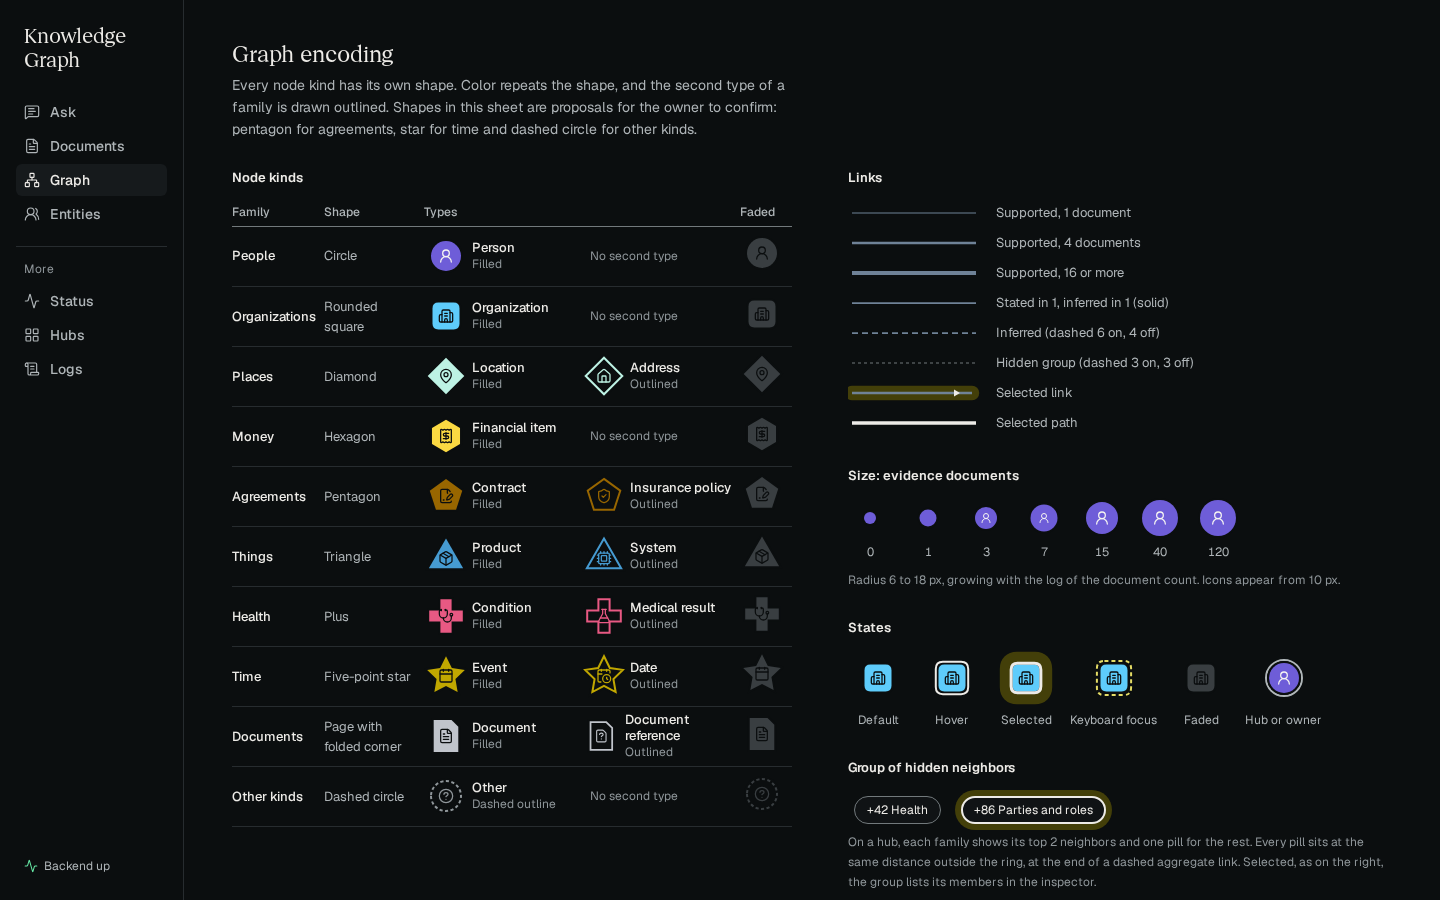 Knowledge
Graph
Ask
Documents
Graph
Entities
More
Status
Hubs
Logs
Backend up
Graph encoding
Every node kind has its own shape. Color repeats the shape, and the second type of a
family is drawn outlined. Shapes in this sheet are proposals for the owner to confirm:
pentagon for agreements, star for time and dashed circle for other kinds.
Node kinds
Family Shape Types Faded
People Circle Person Filled No second type
Organizations Rounded square Organization Filled No second type
Places Diamond Location Filled Address Outlined
Money Hexagon Financial item Filled No second type
Agreements Pentagon Contract Filled Insurance policy Outlined
Things Triangle Product Filled System Outlined
Health Plus Condition Filled Medical result Outlined
Time Five-point star Event Filled Date Outlined
Documents Page with folded corner Document Filled Document reference Outlined
Other kinds Dashed circle Other Dashed outline No second type
Links
Supported, 1 document
Supported, 4 documents
Supported, 16 or more
Stated in 1, inferred in 1 (solid)
Inferred (dashed 6 on, 4 off)
Hidden group (dashed 3 on, 3 off)
Selected link
Selected path
Size: evidence documents
0 1 3 7 15 40 120
Radius 6 to 18 px, growing with the log of the document count. Icons appear from 10 px.
States
Default Hover Selected Keyboard focus Faded Hub or owner
Group of hidden neighbors
+42 Health +86 Parties and roles
On a hub, each family shows its top 2 neighbors and one pill for the rest. Every pill sits at the
same distance outside the ring, at the end of a dashed aggregate link. Selected, as on the right,
the group lists its members in the inspector.